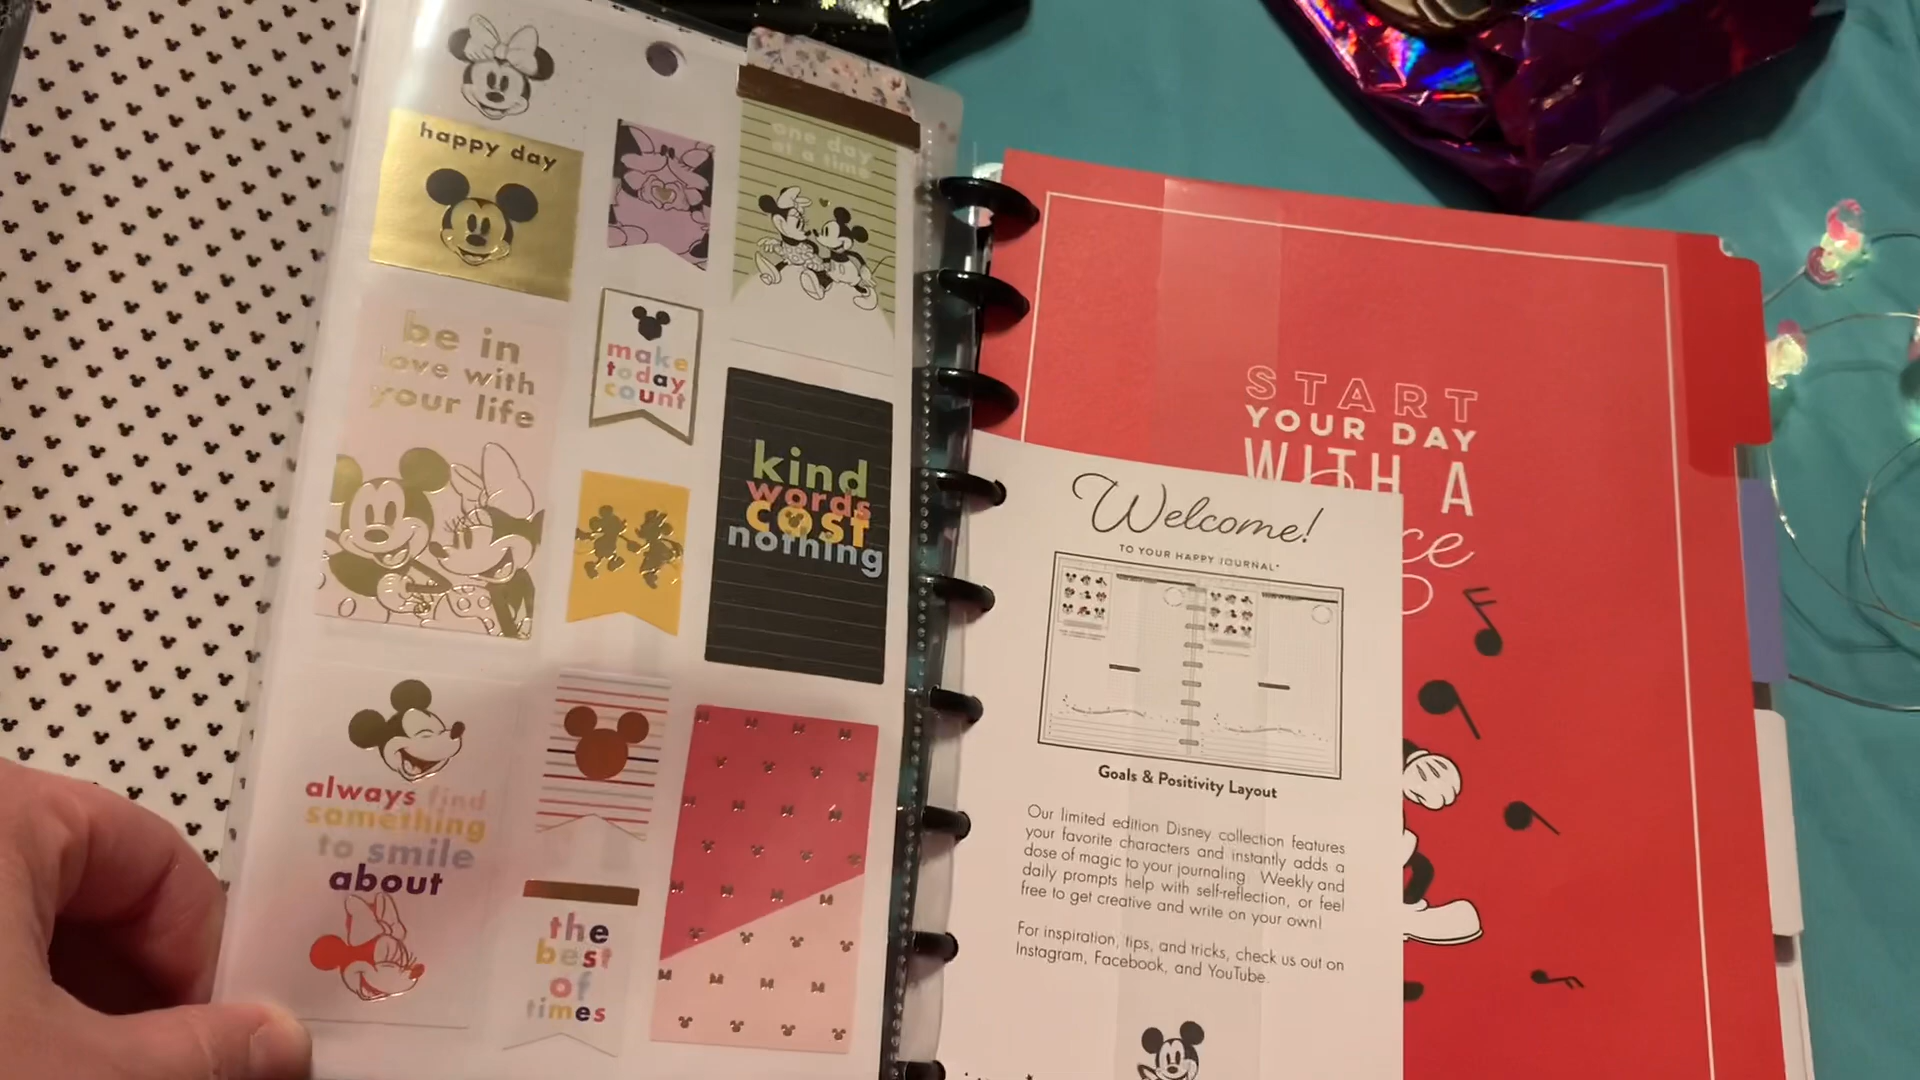 happy day
one day
at a time
be in
love with
your life
make
today
count
kind
words
cost
nothing
always find
something
to smile
about
the
best
of
times
START
YOUR DAY
WITH A
Welcome!
TO YOUR HAPPY JOURNAL
Goals & Positivity Layout
Our limited edition Disney collection features
your favorite characters and instantly adds a
dose of magic to your journaling. Weekly and
daily prompts help with self-reflection, or feel
free to get creative and write on your own!
For inspiration, tips, and tricks, check us out on
Instagram, Facebook, and YouTube.